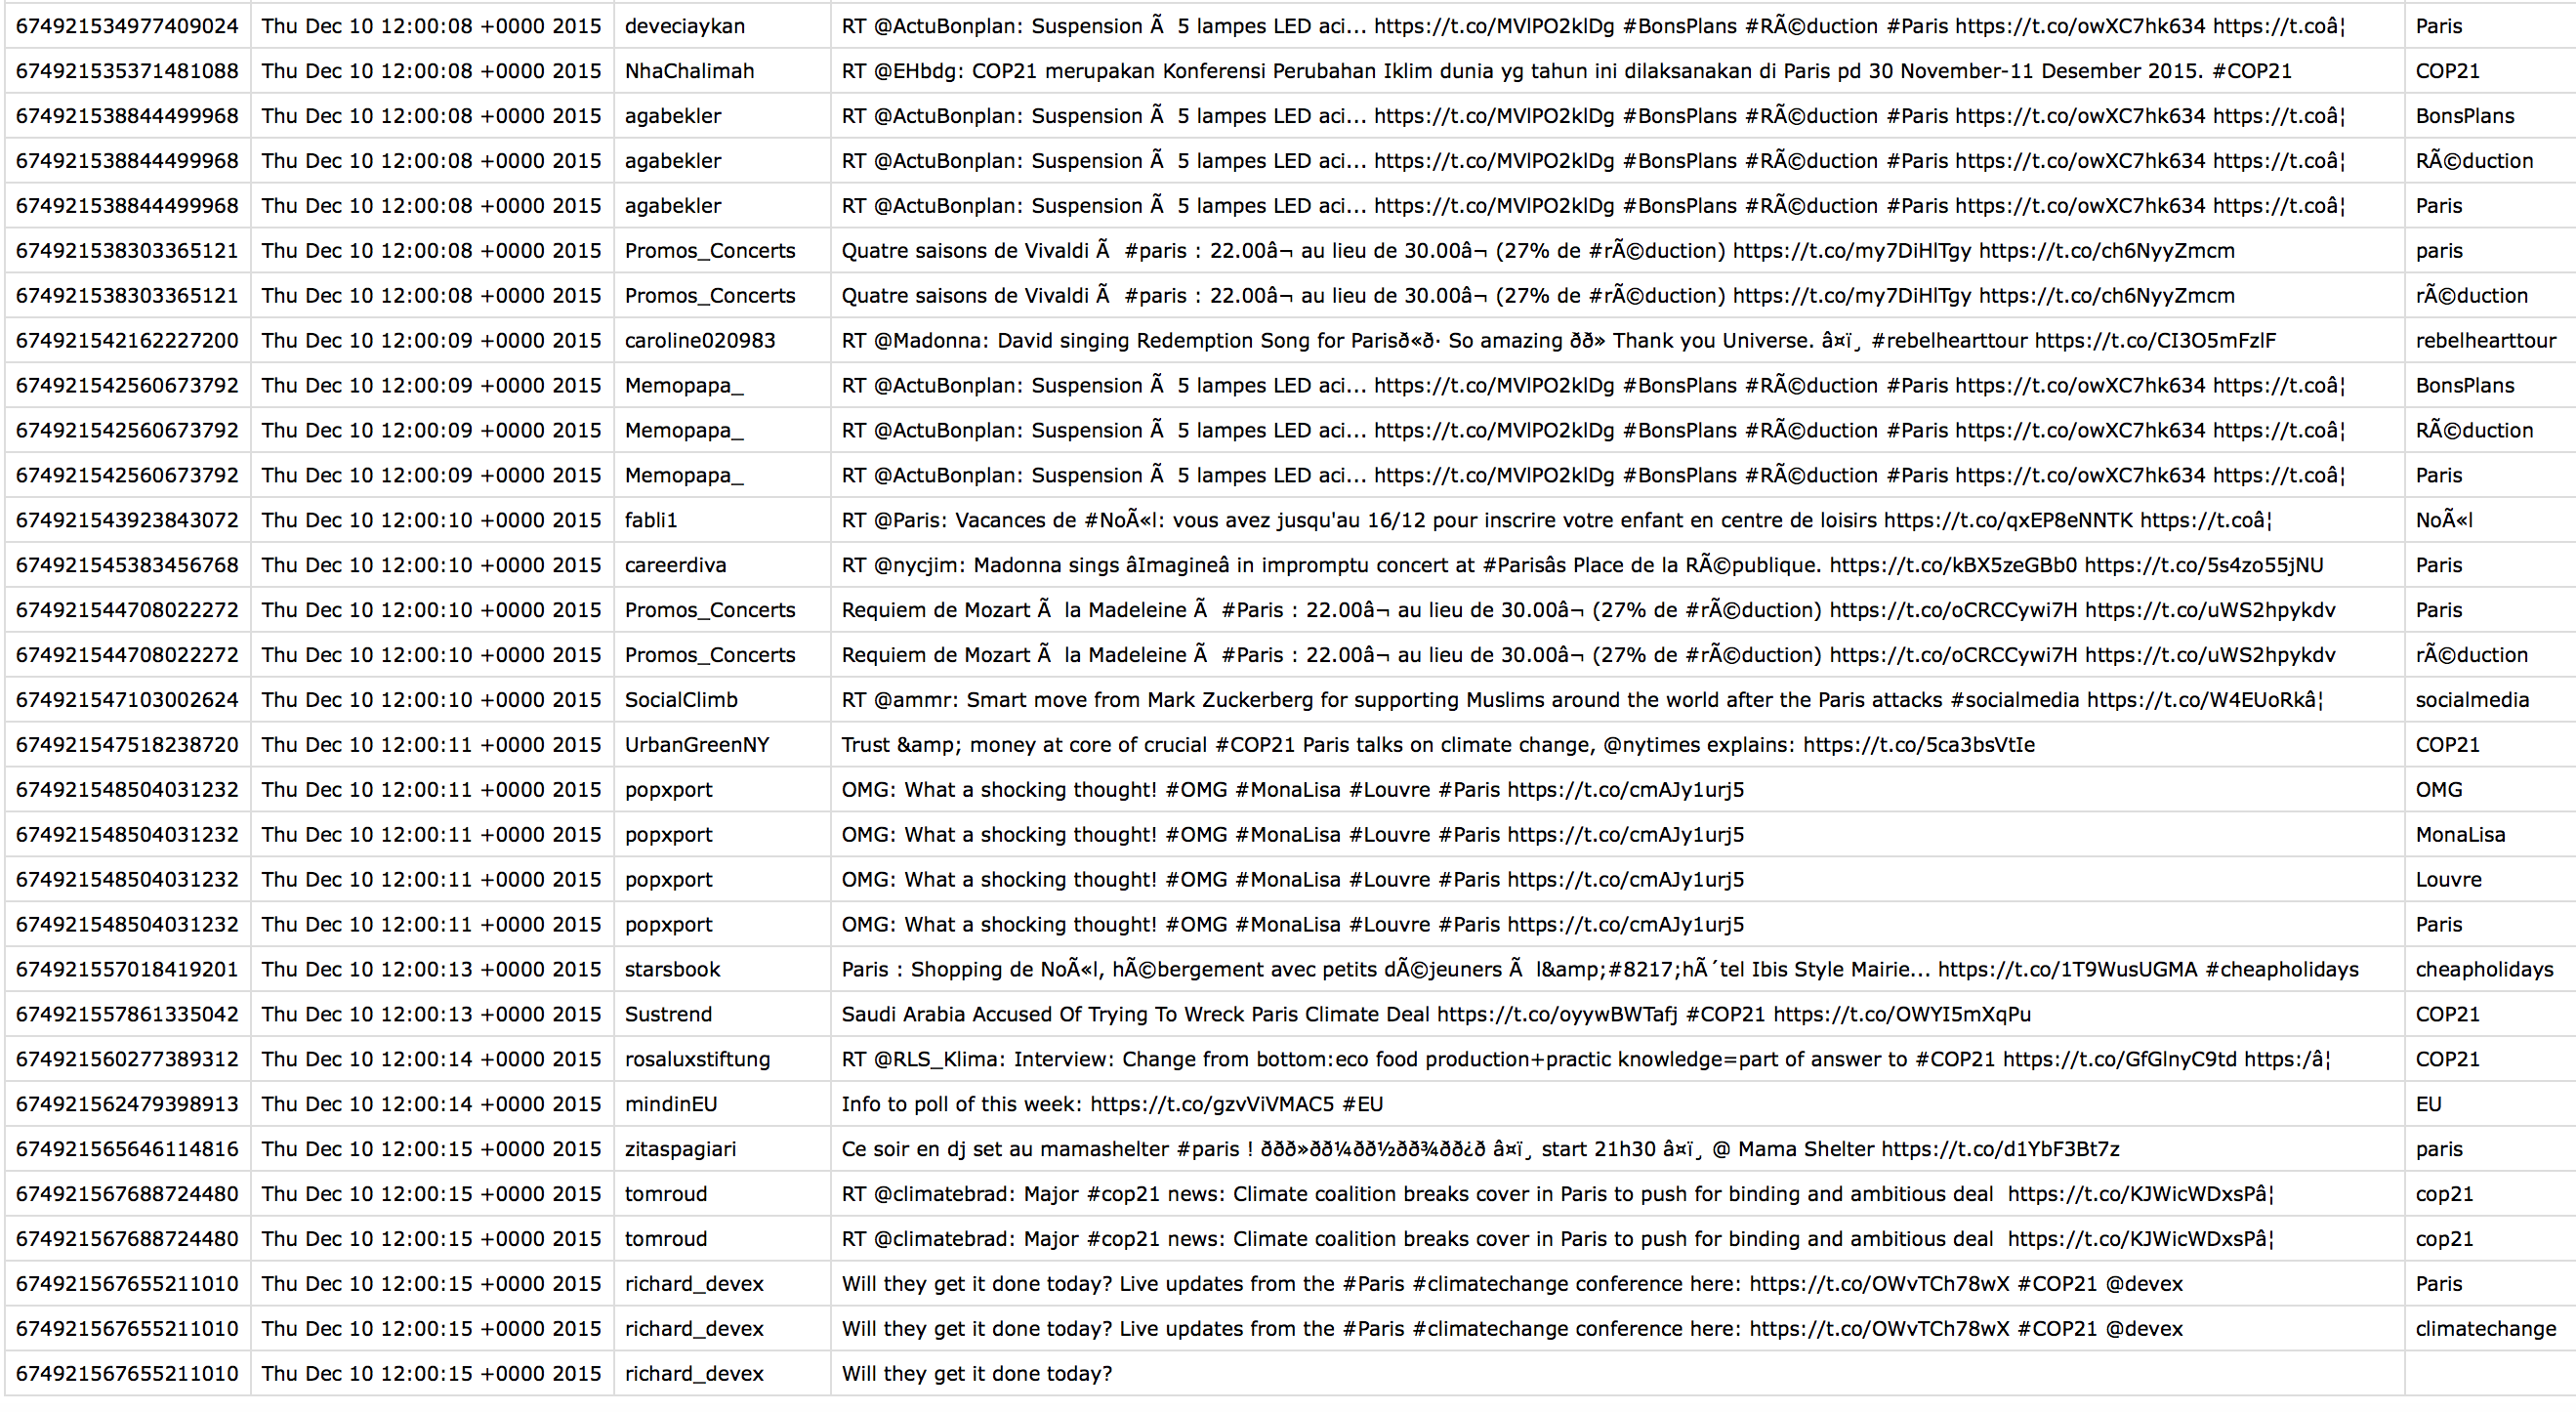 674921534977409024 Thu Dec 10 12:00:08 +0000 2015 deveciaykan RT @ActuBonplan: Suspension Ã  5 lampes LED aci... https://t.co/MVlPO2klDg #BonsPlans #RÃ©duction #Paris https://t.co/owXC7hk634 https://t.coâ¦ Paris
674921535371481088 Thu Dec 10 12:00:08 +0000 2015 NhaChalimah RT @EHbdg: COP21 merupakan Konferensi Perubahan Iklim dunia yg tahun ini dilaksanakan di Paris pd 30 November-11 Desember 2015. #COP21 COP21
674921538844499968 Thu Dec 10 12:00:08 +0000 2015 agabekler RT @ActuBonplan: Suspension Ã  5 lampes LED aci... https://t.co/MVlPO2klDg #BonsPlans #RÃ©duction #Paris https://t.co/owXC7hk634 https://t.coâ¦ BonsPlans
674921538844499968 Thu Dec 10 12:00:08 +0000 2015 agabekler RT @ActuBonplan: Suspension Ã  5 lampes LED aci... https://t.co/MVlPO2klDg #BonsPlans #RÃ©duction #Paris https://t.co/owXC7hk634 https://t.coâ¦ RÃ©duction
674921538844499968 Thu Dec 10 12:00:08 +0000 2015 agabekler RT @ActuBonplan: Suspension Ã  5 lampes LED aci... https://t.co/MVlPO2klDg #BonsPlans #RÃ©duction #Paris https://t.co/owXC7hk634 https://t.coâ¦ Paris
674921538303365121 Thu Dec 10 12:00:08 +0000 2015 Promos_Concerts Quatre saisons de Vivaldi Ã  #paris : 22.00â¬ au lieu de 30.00â¬ (27% de #rÃ©duction) https://t.co/my7DiHlTgy https://t.co/ch6NyyZmcm paris
674921538303365121 Thu Dec 10 12:00:08 +0000 2015 Promos_Concerts Quatre saisons de Vivaldi Ã  #paris : 22.00â¬ au lieu de 30.00â¬ (27% de #rÃ©duction) https://t.co/my7DiHlTgy https://t.co/ch6NyyZmcm rÃ©duction
674921542162227200 Thu Dec 10 12:00:09 +0000 2015 caroline020983 RT @Madonna: David singing Redemption Song for Parisð«ð· So amazing ðð» Thank you Universe. â¤ï¸ #rebelhearttour https://t.co/CI3O5mFzlF rebelhearttour
674921542560673792 Thu Dec 10 12:00:09 +0000 2015 Memopapa_ RT @ActuBonplan: Suspension Ã  5 lampes LED aci... https://t.co/MVlPO2klDg #BonsPlans #RÃ©duction #Paris https://t.co/owXC7hk634 https://t.coâ¦ BonsPlans
674921542560673792 Thu Dec 10 12:00:09 +0000 2015 Memopapa_ RT @ActuBonplan: Suspension Ã  5 lampes LED aci... https://t.co/MVlPO2klDg #BonsPlans #RÃ©duction #Paris https://t.co/owXC7hk634 https://t.coâ¦ RÃ©duction
674921542560673792 Thu Dec 10 12:00:09 +0000 2015 Memopapa_ RT @ActuBonplan: Suspension Ã  5 lampes LED aci... https://t.co/MVlPO2klDg #BonsPlans #RÃ©duction #Paris https://t.co/owXC7hk634 https://t.coâ¦ Paris
674921543923843072 Thu Dec 10 12:00:10 +0000 2015 fabli1 RT @Paris: Vacances de #NoÃ«l: vous avez jusqu'au 16/12 pour inscrire votre enfant en centre de loisirs https://t.co/qxEP8eNNTK https://t.coâ¦ NoÃ«l
674921545383456768 Thu Dec 10 12:00:10 +0000 2015 careerdiva RT @nycjim: Madonna sings âImagineâ in impromptu concert at #Parisâs Place de la RÃ©publique. https://t.co/kBX5zeGBb0 https://t.co/5s4zo55jNU Paris
674921544708022272 Thu Dec 10 12:00:10 +0000 2015 Promos_Concerts Requiem de Mozart Ã  la Madeleine Ã  #Paris : 22.00â¬ au lieu de 30.00â¬ (27% de #rÃ©duction) https://t.co/oCRCCywi7H https://t.co/uWS2hpykdv Paris
674921544708022272 Thu Dec 10 12:00:10 +0000 2015 Promos_Concerts Requiem de Mozart Ã  la Madeleine Ã  #Paris : 22.00â¬ au lieu de 30.00â¬ (27% de #rÃ©duction) https://t.co/oCRCCywi7H https://t.co/uWS2hpykdv rÃ©duction
674921547103002624 Thu Dec 10 12:00:10 +0000 2015 SocialClimb RT @ammr: Smart move from Mark Zuckerberg for supporting Muslims around the world after the Paris attacks #socialmedia https://t.co/W4EUoRkâ¦ socialmedia
674921547518238720 Thu Dec 10 12:00:11 +0000 2015 UrbanGreenNY Trust &amp; money at core of crucial #COP21 Paris talks on climate change, @nytimes explains: https://t.co/5ca3bsVtIe COP21
674921548504031232 Thu Dec 10 12:00:11 +0000 2015 popxport OMG: What a shocking thought! #OMG #MonaLisa #Louvre #Paris https://t.co/cmAJy1urj5 OMG
674921548504031232 Thu Dec 10 12:00:11 +0000 2015 popxport OMG: What a shocking thought! #OMG #MonaLisa #Louvre #Paris https://t.co/cmAJy1urj5 MonaLisa
674921548504031232 Thu Dec 10 12:00:11 +0000 2015 popxport OMG: What a shocking thought! #OMG #MonaLisa #Louvre #Paris https://t.co/cmAJy1urj5 Louvre
674921548504031232 Thu Dec 10 12:00:11 +0000 2015 popxport OMG: What a shocking thought! #OMG #MonaLisa #Louvre #Paris https://t.co/cmAJy1urj5 Paris
674921557018419201 Thu Dec 10 12:00:13 +0000 2015 starsbook Paris : Shopping de NoÃ«l, hÃ©bergement avec petits dÃ©jeuners Ã  l&amp;#8217;hÃ´tel Ibis Style Mairie... https://t.co/1T9WusUGMA #cheapholidays cheapholidays
674921557861335042 Thu Dec 10 12:00:13 +0000 2015 Sustrend Saudi Arabia Accused Of Trying To Wreck Paris Climate Deal https://t.co/oyywBWTafj #COP21 https://t.co/OWYI5mXqPu COP21
674921560277389312 Thu Dec 10 12:00:14 +0000 2015 rosaluxstiftung RT @RLS_Klima: Interview: Change from bottom:eco food production+practic knowledge=part of answer to #COP21 https://t.co/GfGlnyC9td https:/â¦ COP21
674921562479398913 Thu Dec 10 12:00:14 +0000 2015 mindinEU Info to poll of this week: https://t.co/gzvViVMAC5 #EU EU
674921565646114816 Thu Dec 10 12:00:15 +0000 2015 zitaspagiari Ce soir en dj set au mamashelter #paris ! ððð»ðð¼ðð½ðð¾ðð¿ð â¤ï¸ start 21h30 â¤ï¸ @ Mama Shelter https://t.co/d1YbF3Bt7z paris
674921567688724480 Thu Dec 10 12:00:15 +0000 2015 tomroud RT @climatebrad: Major #cop21 news: Climate coalition breaks cover in Paris to push for binding and ambitious deal  https://t.co/KJWicWDxsPâ¦ cop21
674921567688724480 Thu Dec 10 12:00:15 +0000 2015 tomroud RT @climatebrad: Major #cop21 news: Climate coalition breaks cover in Paris to push for binding and ambitious deal  https://t.co/KJWicWDxsPâ¦ cop21
674921567655211010 Thu Dec 10 12:00:15 +0000 2015 richard_devex Will they get it done today? Live updates from the #Paris #climatechange conference here: https://t.co/OWvTCh78wX #COP21 @devex Paris
674921567655211010 Thu Dec 10 12:00:15 +0000 2015 richard_devex Will they get it done today? Live updates from the #Paris #climatechange conference here: https://t.co/OWvTCh78wX #COP21 @devex climatechange
674921567655211010 Thu Dec 10 12:00:15 +0000 2015 richard_devex Will they get it done today?